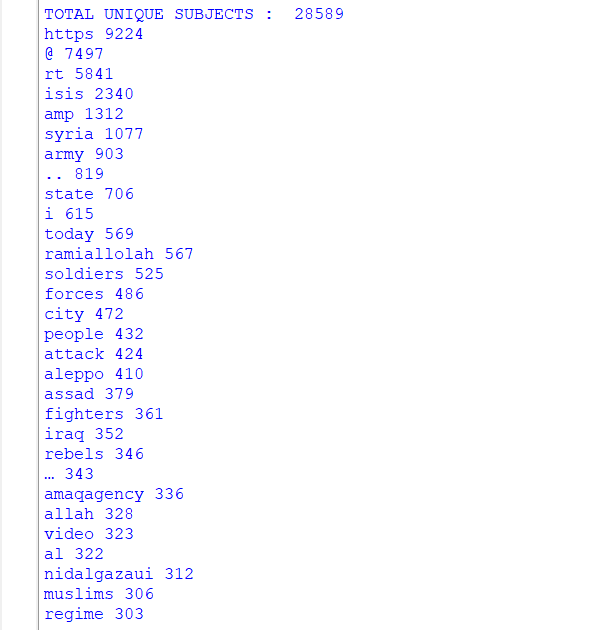 TOTAL UNIQUE SUBJECTS :  28589
https 9224
@ 7497
rt 5841
isis 2340
amp 1312
syria 1077
army 903
.. 819
state 706
i 615
today 569
ramiallolah 567
soldiers 525
forces 486
city 472
people 432
attack 424
aleppo 410
assad 379
fighters 361
iraq 352
rebels 346
… 343
amaqagency 336
allah 328
video 323
al 322
nidalgazaui 312
muslims 306
regime 303